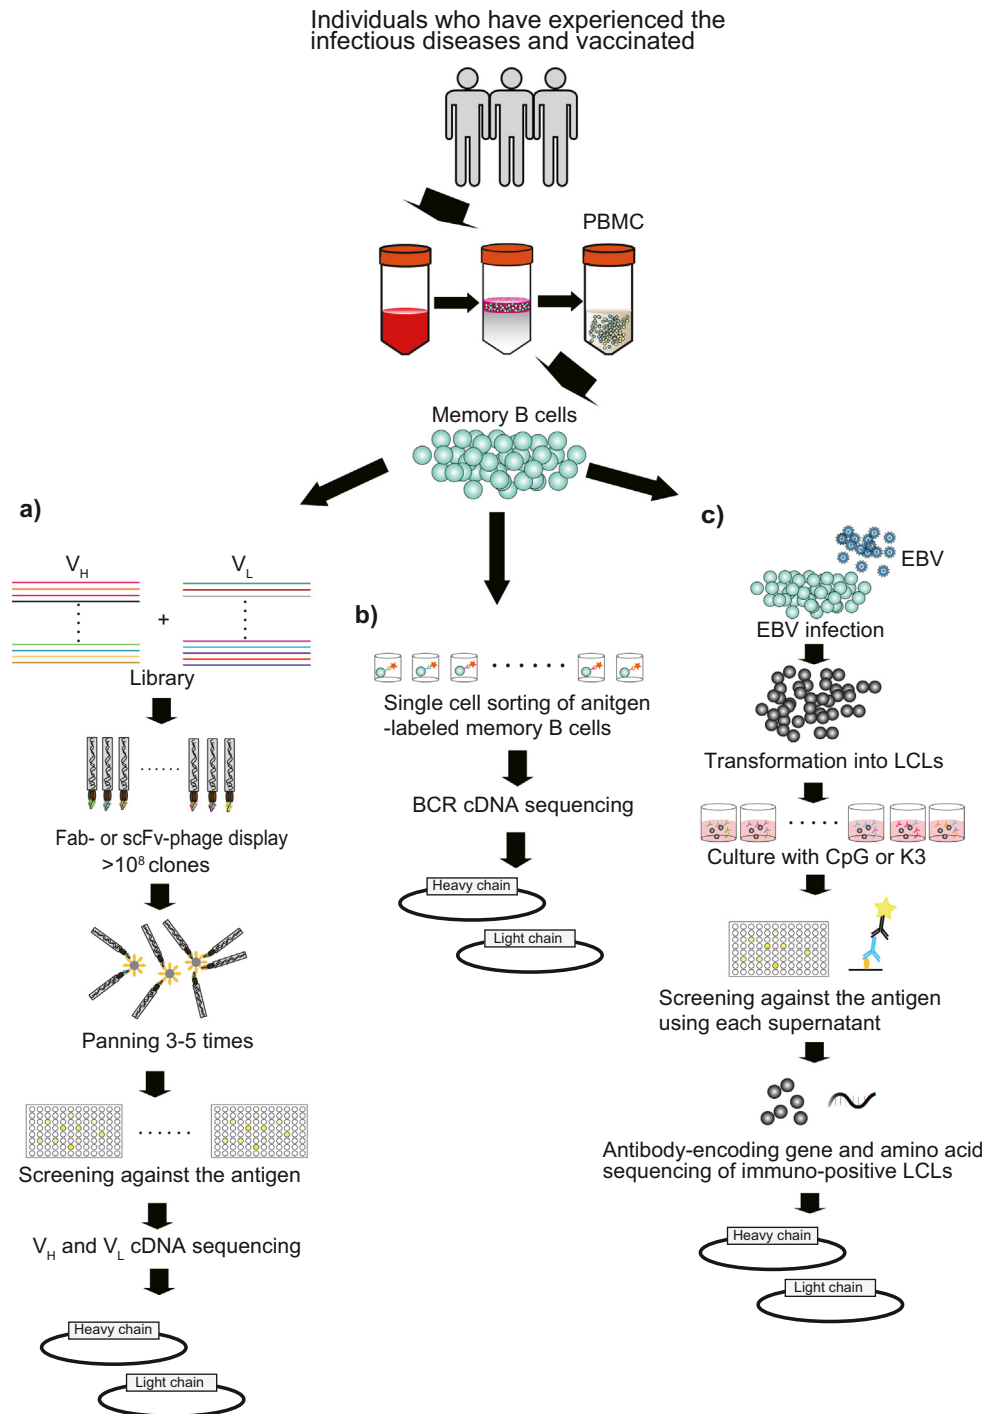 Individuals who have experienced the
infectious diseases and vaccinated
PBMC
Memory B cells
a)
V_H
V_L
+
Library
Fab- or scFv-phage display
>10⁸ clones
Panning 3-5 times
Screening against the antigen
V_H and V_L cDNA sequencing
Heavy chain
Light chain
b)
Single cell sorting of anitgen
-labeled memory B cells
BCR cDNA sequencing
Heavy chain
Light chain
c)
EBV
EBV infection
Transformation into LCLs
Culture with CpG or K3
Screening against the antigen
using each supernatant
Antibody-encoding gene and amino acid
sequencing of immuno-positive LCLs
Heavy chain
Light chain